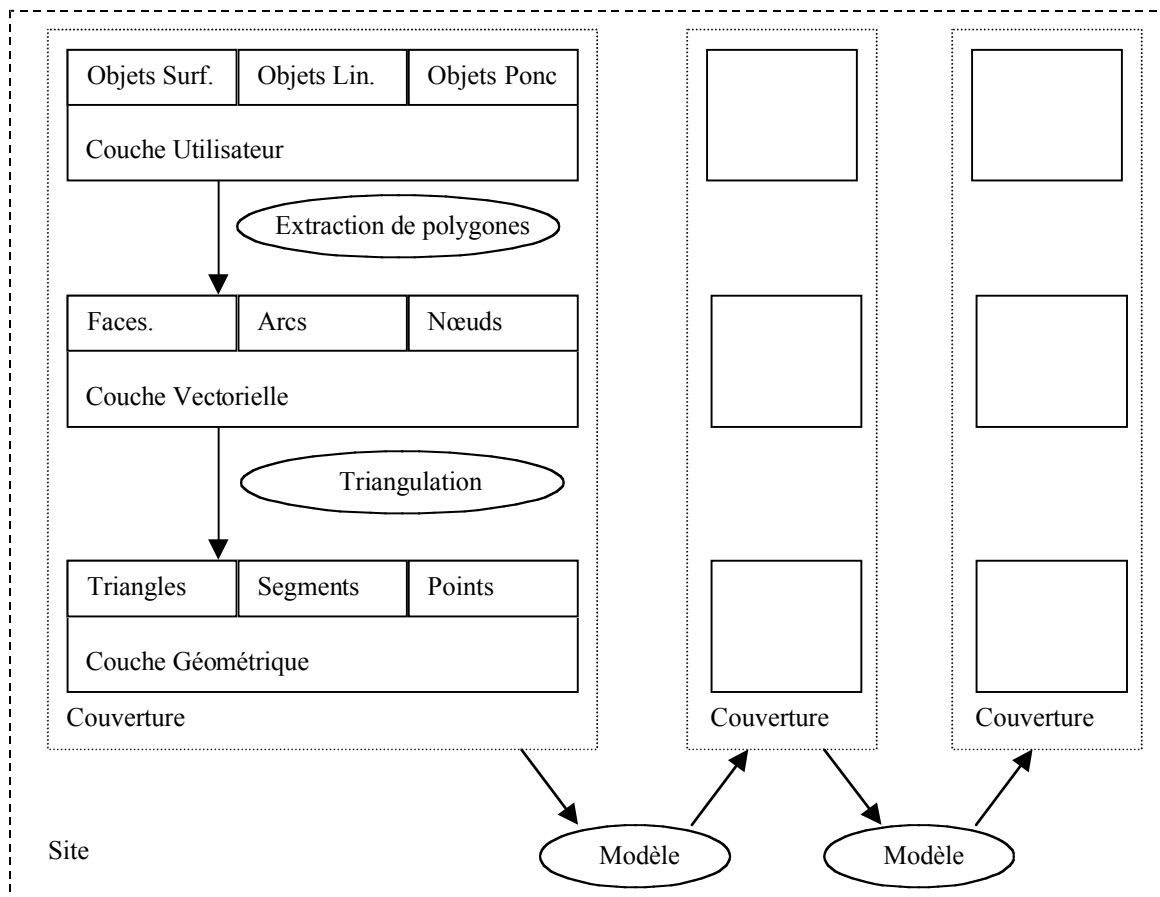 Objets Surf.
Objets Lin.
Objets Ponc
Couche Utilisateur
Extraction de polygones
Faces.
Arcs
Nœuds
Couche Vectorielle
Triangulation
Triangles
Segments
Points
Couche Géométrique
Couverture
Couverture
Couverture
Site
Modèle
Modèle